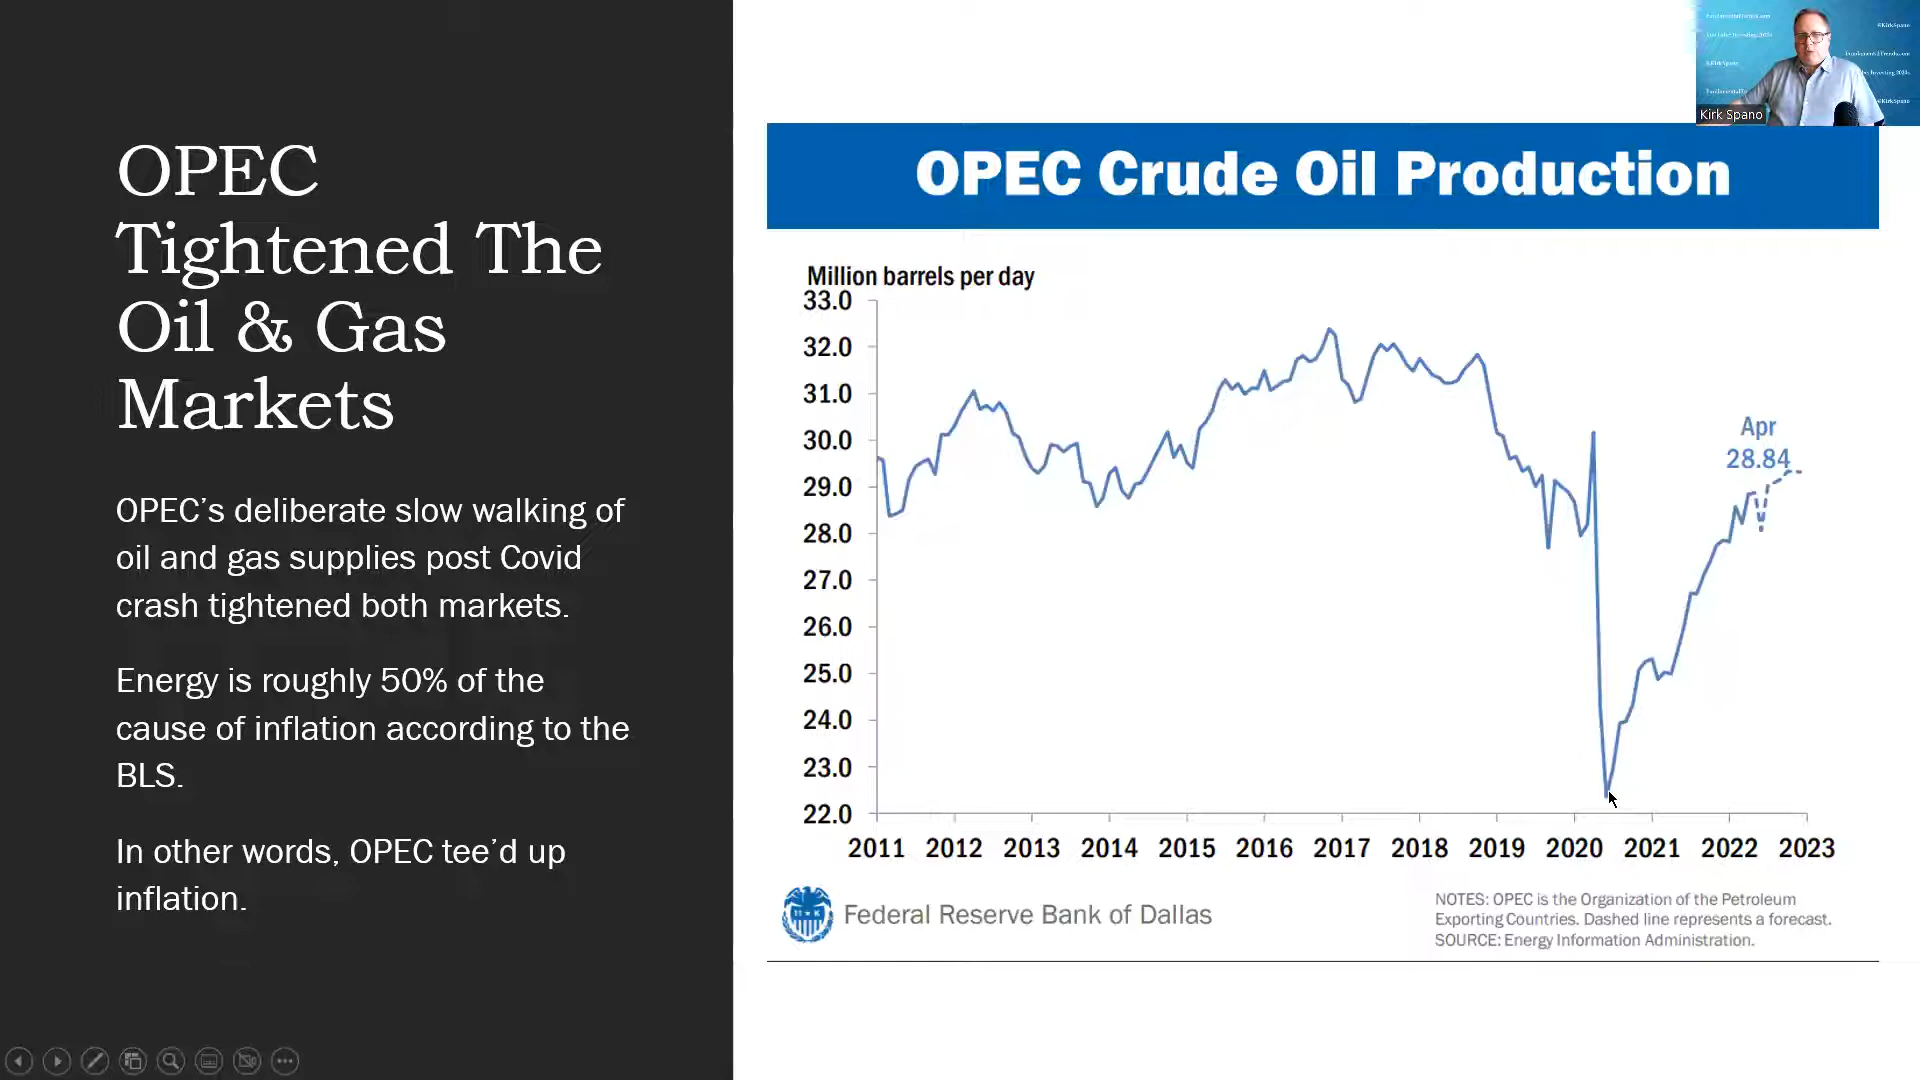 OPEC
Tightened The
Oil & Gas
Markets
OPEC’s deliberate slow walking of
oil and gas supplies post Covid
crash tightened both markets.
Energy is roughly 50% of the
cause of inflation according to the
BLS.
In other words, OPEC tee’d up
inflation.
@KirkSpano
@KirkSpano
@KirkSpano
Kirk Spano
OPEC Crude Oil Production
Million barrels per day
33.0
32.0
31.0
30.0
29.0
28.0
27.0
26.0
25.0
24.0
23.0
22.0
Apr
28.84
2011 2012 2013 2014 2015 2016 2017 2018 2019 2020 2021 2022 2023
Federal Reserve Bank of Dallas
NOTES: OPEC is the Organization of the Petroleum
Exporting Countries. Dashed line represents a forecast.
SOURCE: Energy Information Administration.